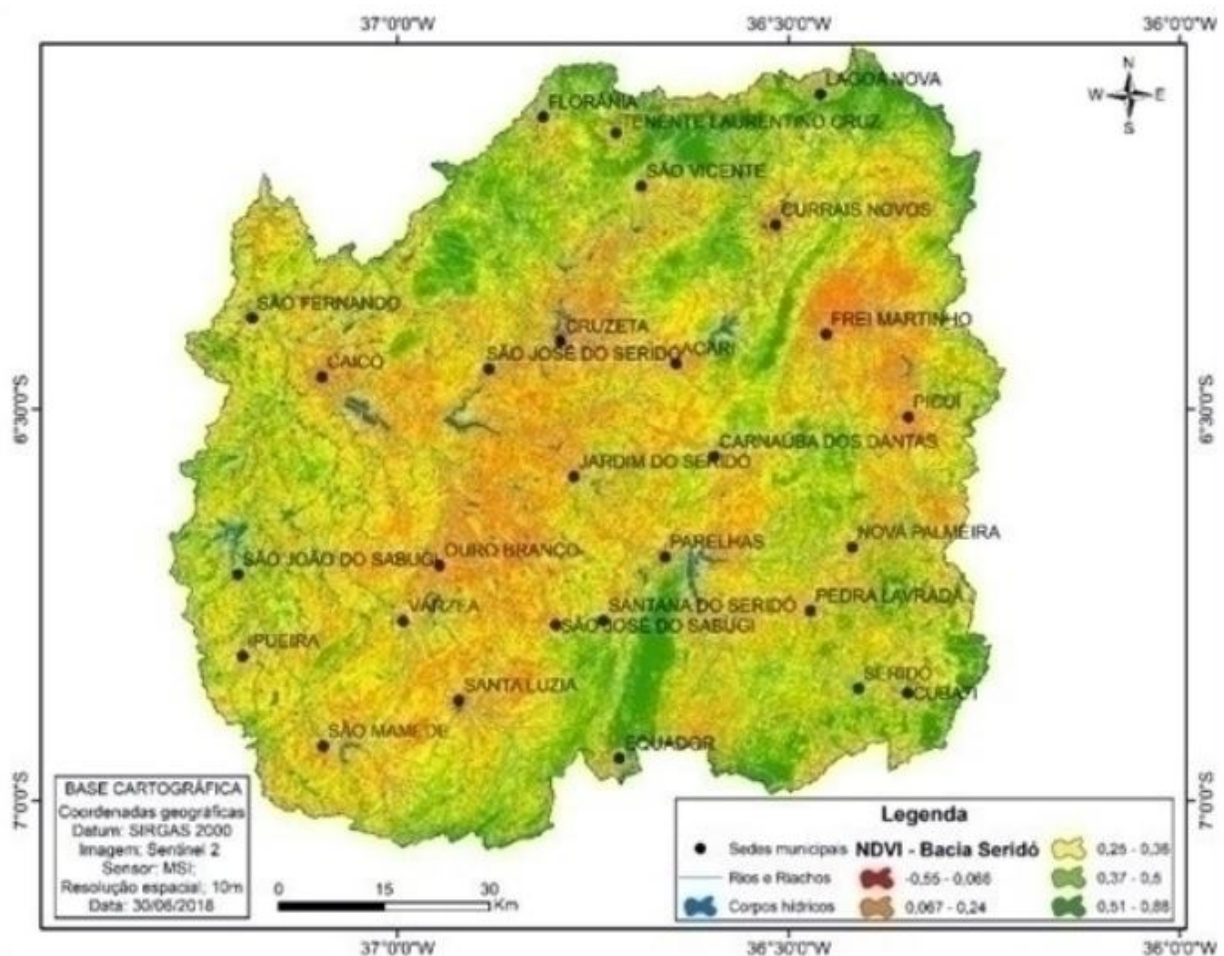 37°0'0"W 36°30'0"W 36°0'0"W
N
W E
S
LAGOA NOVA
FLORÂNIA
TENENTE LAURENTINO CRUZ
SÃO VICENTE
CURRAIS NOVOS
SÃO FERNANDO
FREI MARTINHO
CRUZETA
SÃO JOSÉ DO SERIDÓ
ACARI
CAICÓ
6°30'0"S
6°30'0"S
PICUÍ
CARNAÚBA DOS DANTAS
JARDIM DO SERIDÓ
NOVA PALMEIRA
PARELHAS
OURO BRANCO
SÃO JOÃO DO SABUGI
PEDRA LAVRADA
SANTANA DO SERIDÓ
VÁRZEA
SÃO JOSÉ DO SABUGI
IPUEIRA
SERIDÓ
CUBATI
SANTA LUZIA
SÃO MAMEDE
EQUADOR
7°0'0"S
7°0'0"S
BASE CARTOGRÁFICA
Coordenadas geográficas
Datum: SIRGAS 2000
Imagem: Sentinel 2
Sensor: MSI;
Resolução espacial; 10m
Data: 30/06/2018
0 15 30
Km
Legenda
Sedes municipais
Rios e Riachos
Corpos hídricos
NDVI - Bacia Seridó
-0,55 - 0,066
0,067 - 0,24
0,25 - 0,36
0,37 - 0,5
0,51 - 0,88
37°0'0"W 36°30'0"W 36°0'0"W